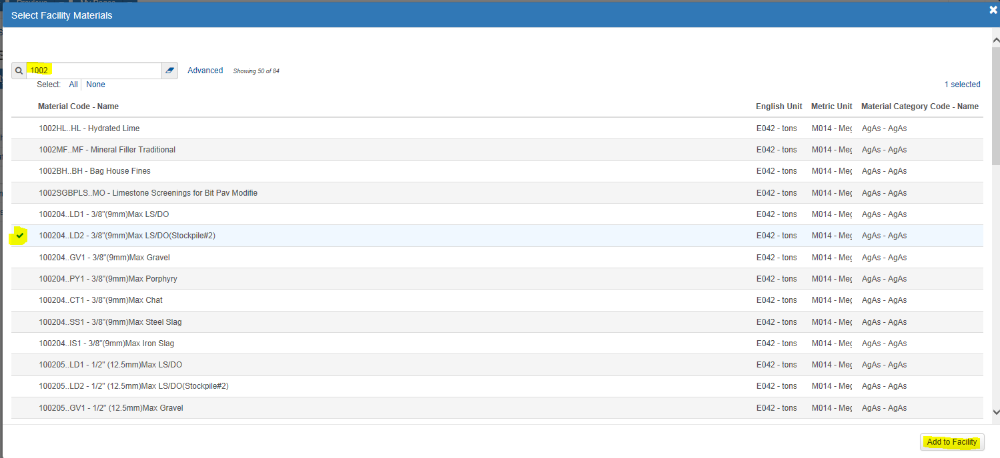 Select Facility Materials
1002
Advanced
Showing 50 of 84
Select: All None
1 selected
Material Code - Name English Unit Metric Unit Material Category Code - Name
1002HL..HL - Hydrated Lime E042 - tons M014 - Meg AgAs - AgAs
1002MF..MF - Mineral Filler Traditional E042 - tons M014 - Meg AgAs - AgAs
1002BH..BH - Bag House Fines E042 - tons M014 - Meg AgAs - AgAs
1002SGBPLS..MO - Limestone Screenings for Bit Pav Modifie E042 - tons M014 - Meg AgAs - AgAs
100204..LD1 - 3/8"(9mm)Max LS/DO E042 - tons M014 - Meg AgAs - AgAs
100204..LD2 - 3/8"(9mm)Max LS/DO(Stockpile#2) E042 - tons M014 - Meg AgAs - AgAs
100204..GV1 - 3/8"(9mm)Max Gravel E042 - tons M014 - Meg AgAs - AgAs
100204..PY1 - 3/8"(9mm)Max Porphyry E042 - tons M014 - Meg AgAs - AgAs
100204..CT1 - 3/8"(9mm)Max Chat E042 - tons M014 - Meg AgAs - AgAs
100204..SS1 - 3/8"(9mm)Max Steel Slag E042 - tons M014 - Meg AgAs - AgAs
100204..IS1 - 3/8"(9mm)Max Iron Slag E042 - tons M014 - Meg AgAs - AgAs
100205..LD1 - 1/2" (12.5mm)Max LS/DO E042 - tons M014 - Meg AgAs - AgAs
100205..LD2 - 1/2" (12.5mm)Max LS/DO(Stockpile#2) E042 - tons M014 - Meg AgAs - AgAs
100205..GV1 - 1/2" (12.5mm)Max Gravel E042 - tons M014 - Meg AgAs - AgAs
Add to Facility